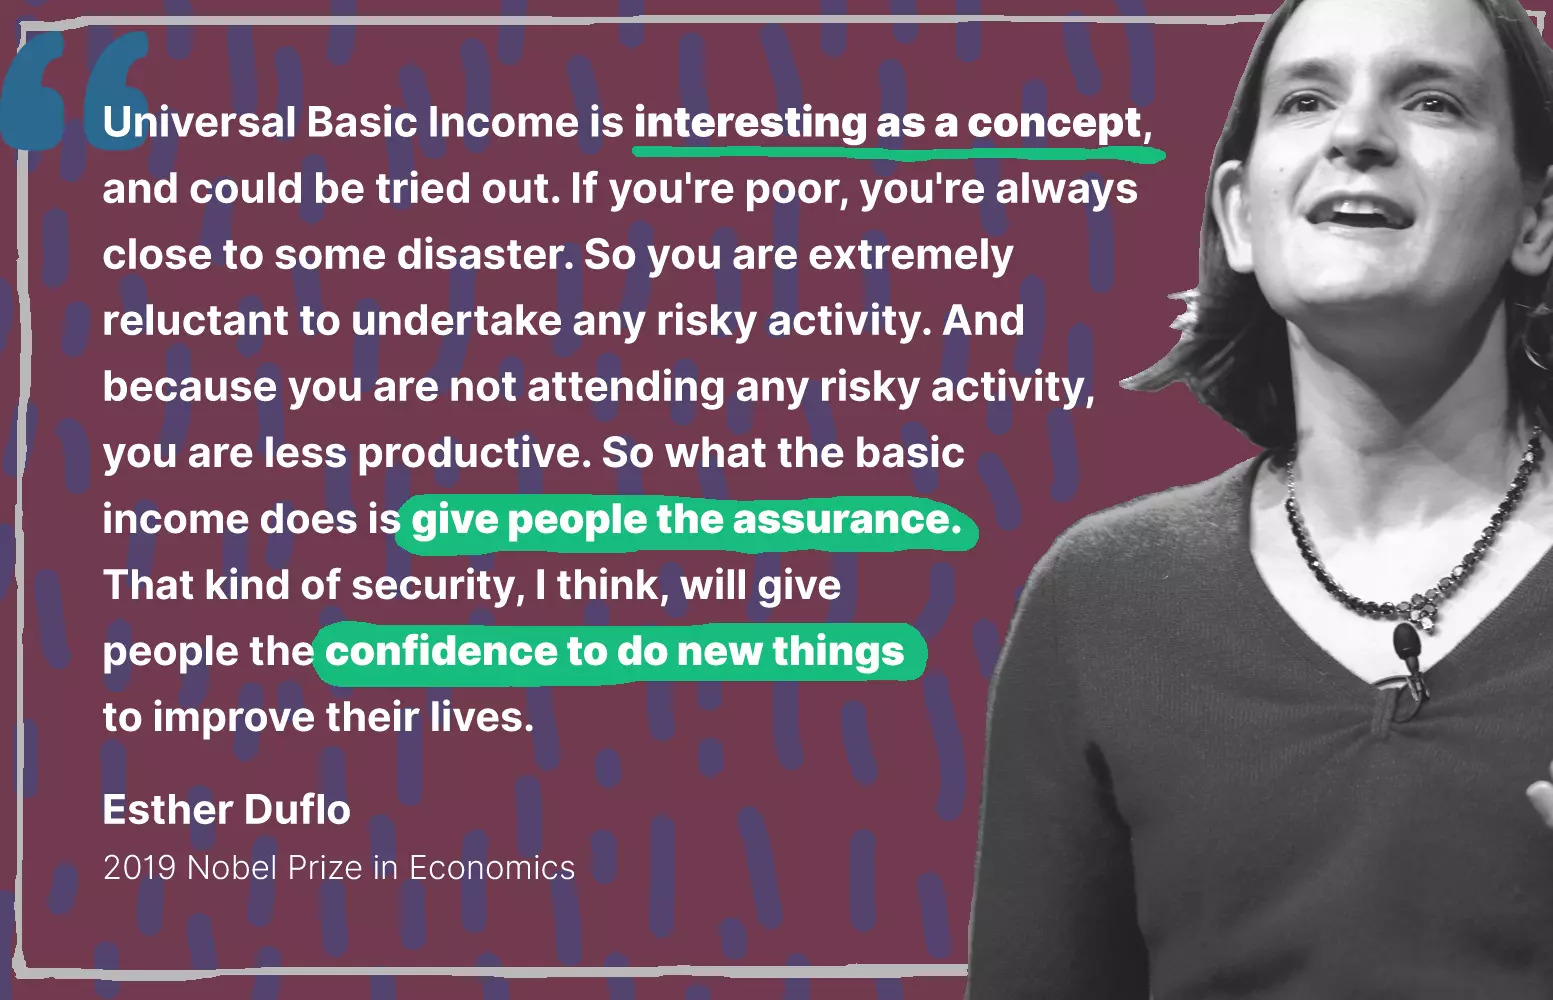 Universal Basic Income is interesting as a concept,
and could be tried out. If you're poor, you're always
close to some disaster. So you are extremely
reluctant to undertake any risky activity. And
because you are not attending any risky activity,
you are less productive. So what the basic
income does is give people the assurance.
That kind of security, I think, will give
people the confidence to do new things
to improve their lives.
Esther Duflo
2019 Nobel Prize in Economics